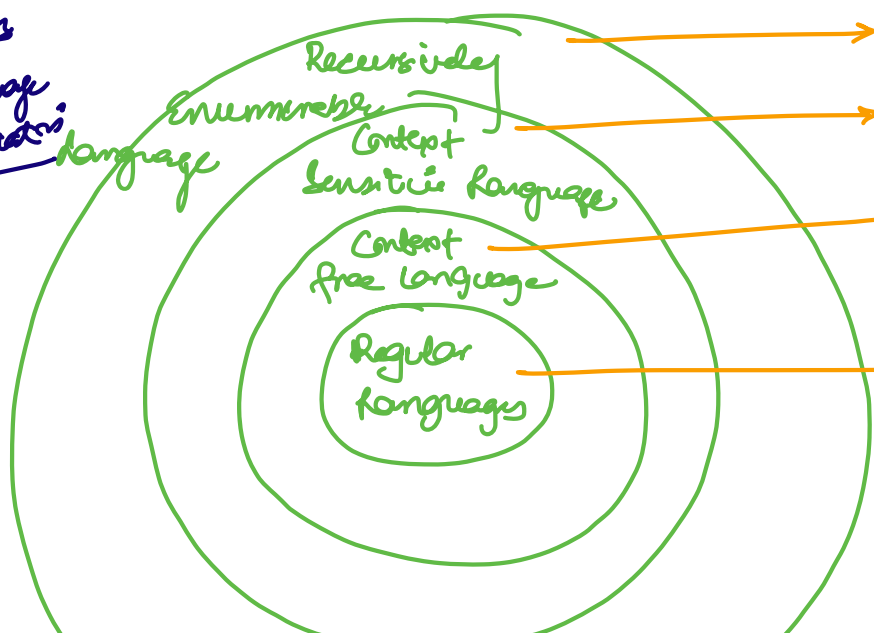 Recursively
enumerable
Language
Context
Sensitive Language
Context
free Language
Regular
Languages